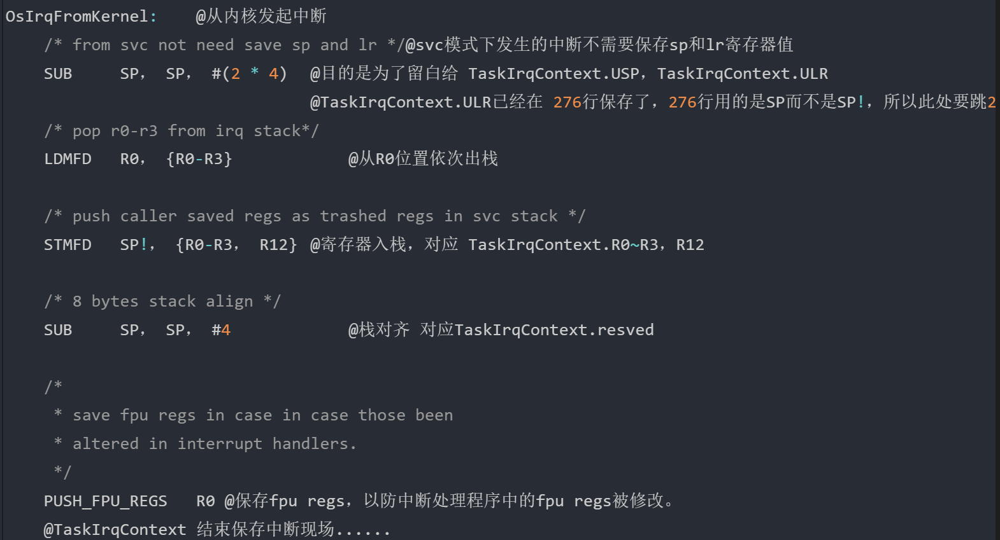 OsIrqFromKernel:    @从内核发起中断
/* from svc not need save sp and lr */@svc模式下发生的中断不需要保存sp和lr寄存器值
SUB     SP， SP， #(2 * 4)  @目的是为了留白给 TaskIrqContext.USP，TaskIrqContext.ULR
@TaskIrqContext.ULR已经在 276行保存了，276行用的是SP而不是SP!，所以此处要跳2
/* pop r0-r3 from irq stack*/
LDMFD   R0， {R0-R3}            @从R0位置依次出栈
/* push caller saved regs as trashed regs in svc stack */
STMFD   SP!， {R0-R3， R12} @寄存器入栈，对应 TaskIrqContext.R0~R3，R12
/* 8 bytes stack align */
SUB     SP， SP， #4            @栈对齐 对应TaskIrqContext.resved
/*
* save fpu regs in case in case those been
* altered in interrupt handlers.
*/
PUSH_FPU_REGS   R0 @保存fpu regs，以防中断处理程序中的fpu regs被修改。
@TaskIrqContext 结束保存中断现场......